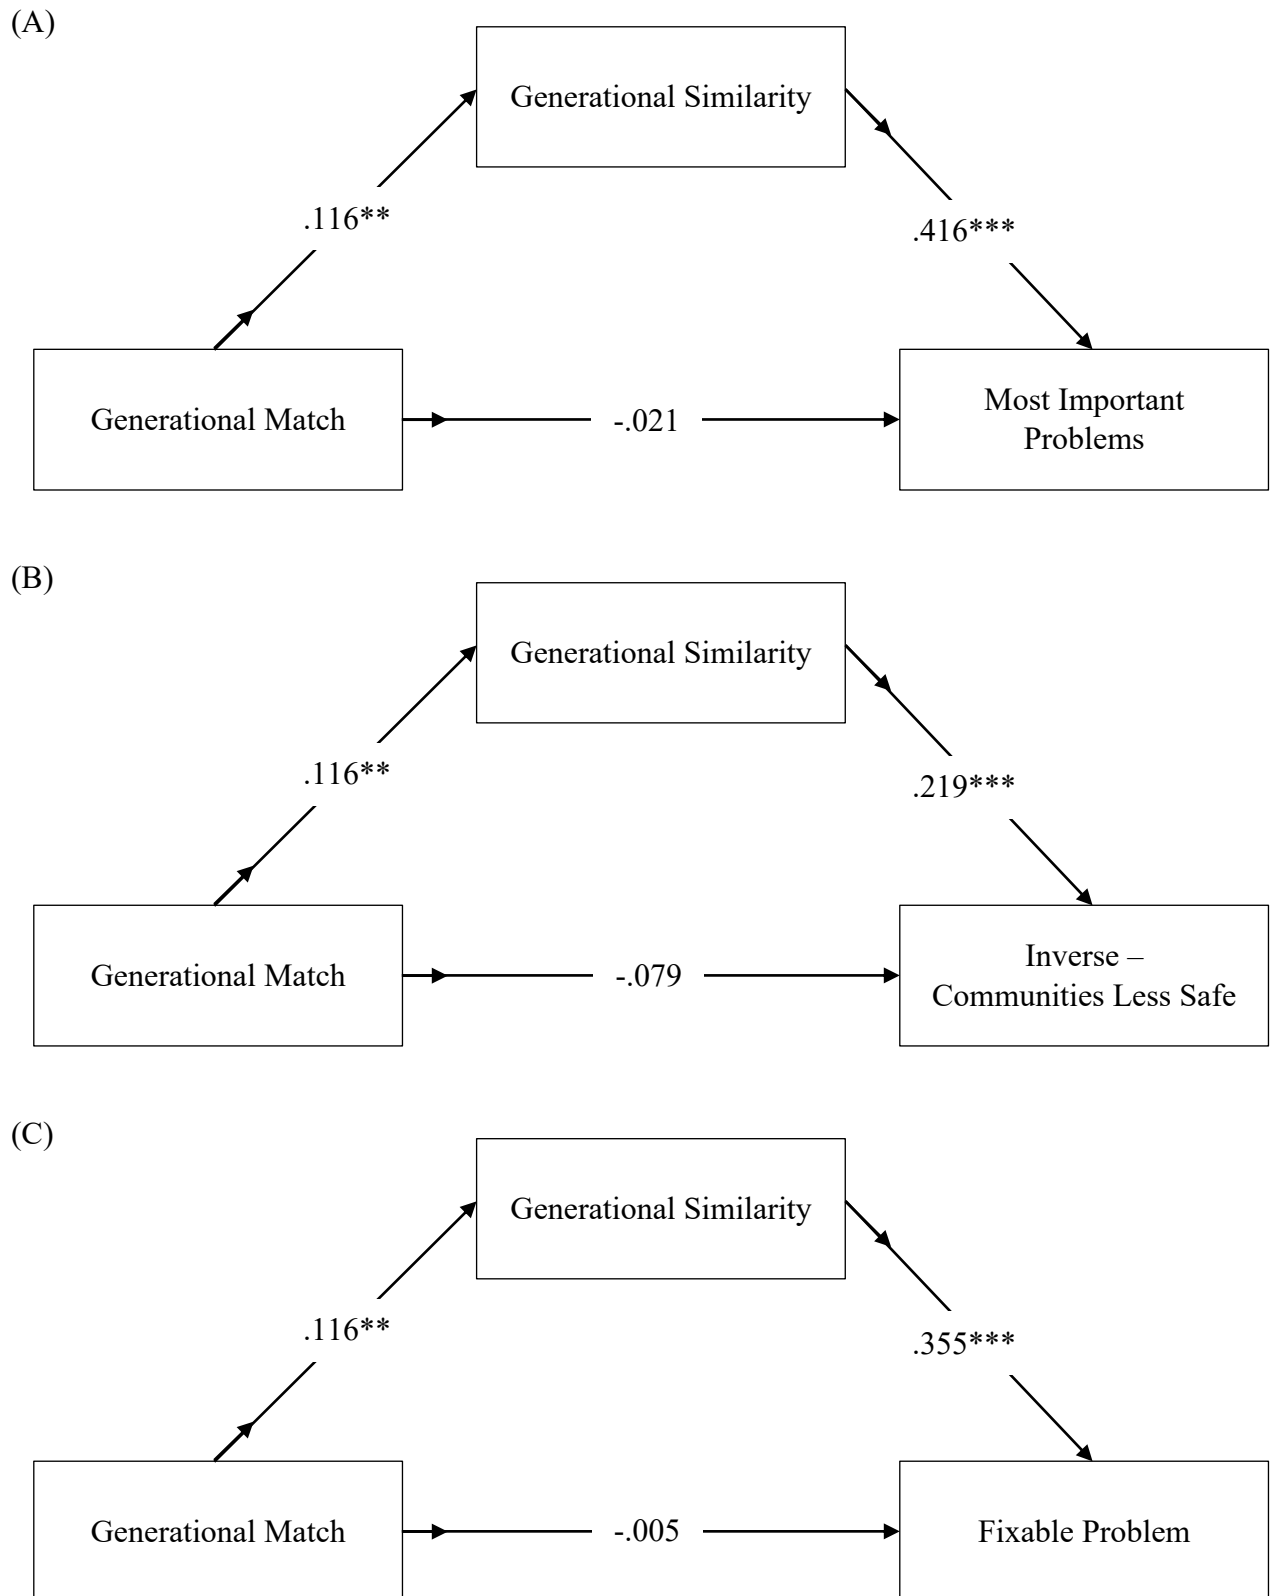 (A)
Generational Similarity
.116**
.416***
Generational Match
-.021
Most Important
Problems
(B)
Generational Similarity
.116**
.219***
Generational Match
-.079
Inverse –
Communities Less Safe
(C)
Generational Similarity
.116**
.355***
Generational Match
-.005
Fixable Problem